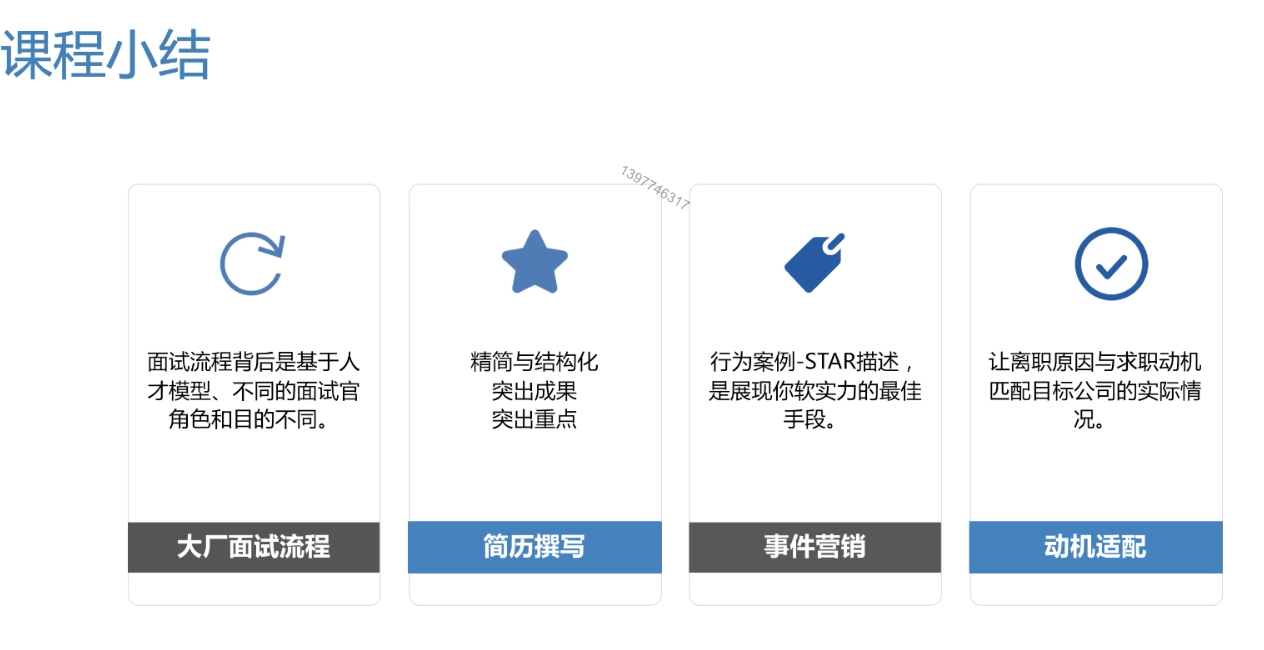 课程小结
1397746317
面试流程背后是基于人
才模型、不同的面试官
角色和目的不同。
大厂面试流程
精简与结构化
突出成果
突出重点
简历撰写
行为案例-STAR描述，
是展现你软实力的最佳
手段。
事件营销
让离职原因与求职动机
匹配目标公司的实际情
况。
动机适配